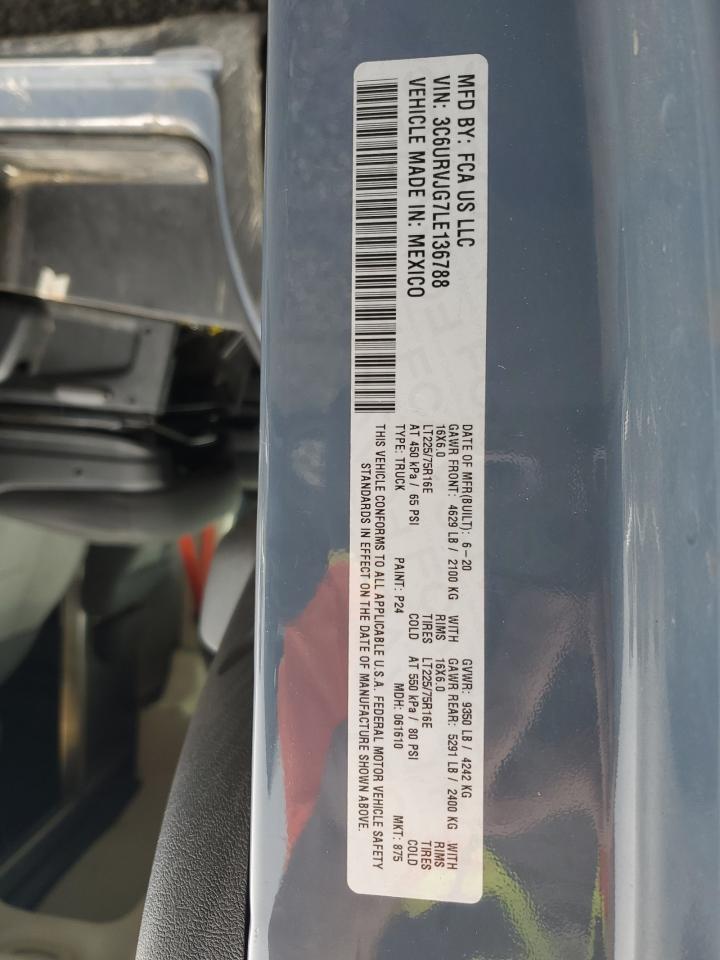 MFD BY: FCA US LLC
VIN: 3C6URVJG7LE136788
VEHICLE MADE IN: MEXICO
DATE OF MFR(BUILT): 6-20 GVWR: 9350 LB / 4242 KG
GAWR FRONT: 4629 LB / 2100 KG WITH GAWR REAR: 5291 LB / 2400 KG WITH
16X6.0 RIMS 16X6.0 RIMS
LT225/75R16E TIRES LT225/75R16E TIRES
AT 450 kPa / 65 PSI COLD AT 550 kPa / 80 PSI COLD
TYPE: TRUCK PAINT: P24 MDH: 061610 MKT: 875
THIS VEHICLE CONFORMS TO ALL APPLICABLE U.S.A. FEDERAL MOTOR VEHICLE SAFETY
STANDARDS IN EFFECT ON THE DATE OF MANUFACTURE SHOWN ABOVE.